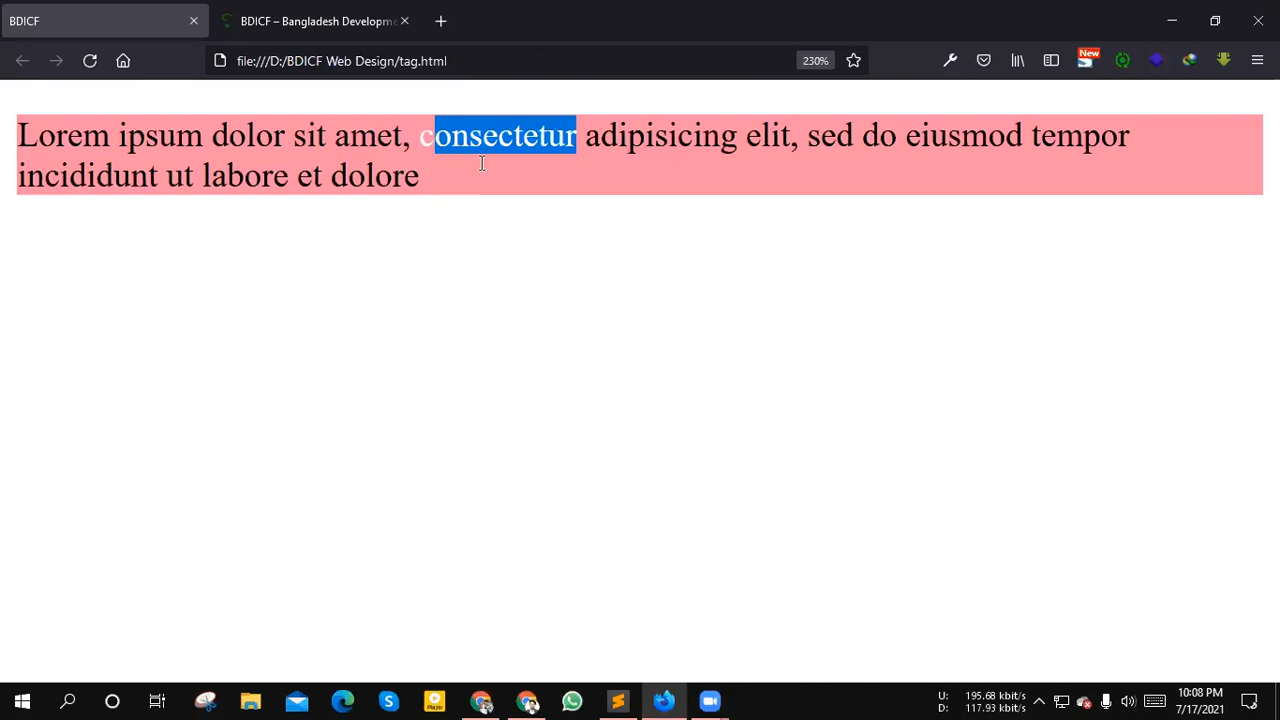 BDICF
BDICF – Bangladesh Developme
file:///D:/BDICF Web Design/tag.html
230%
New
Lorem ipsum dolor sit amet, consectetur adipisicing elit, sed do eiusmod tempor
incididunt ut labore et dolore
Player
U: 195.68 kbit/s
D: 117.93 kbit/s
10:08 PM
7/17/2021